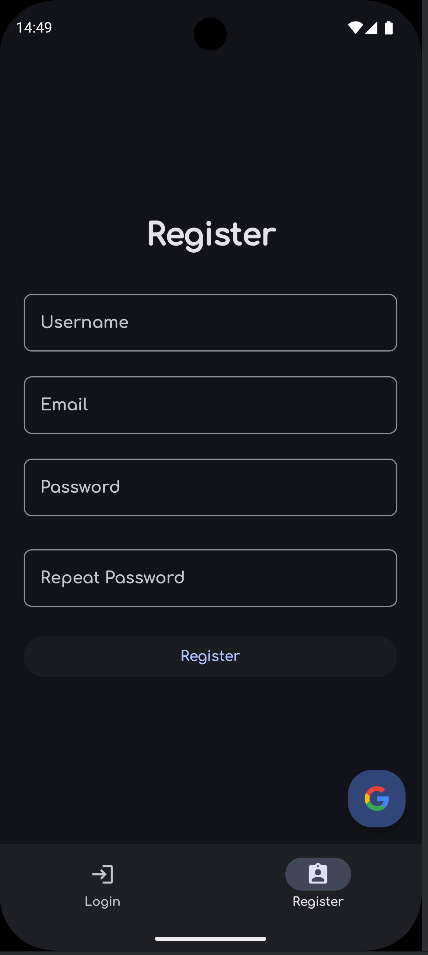 14:49
Register
Username
Email
Password
Repeat Password
Register
G
Login
Register